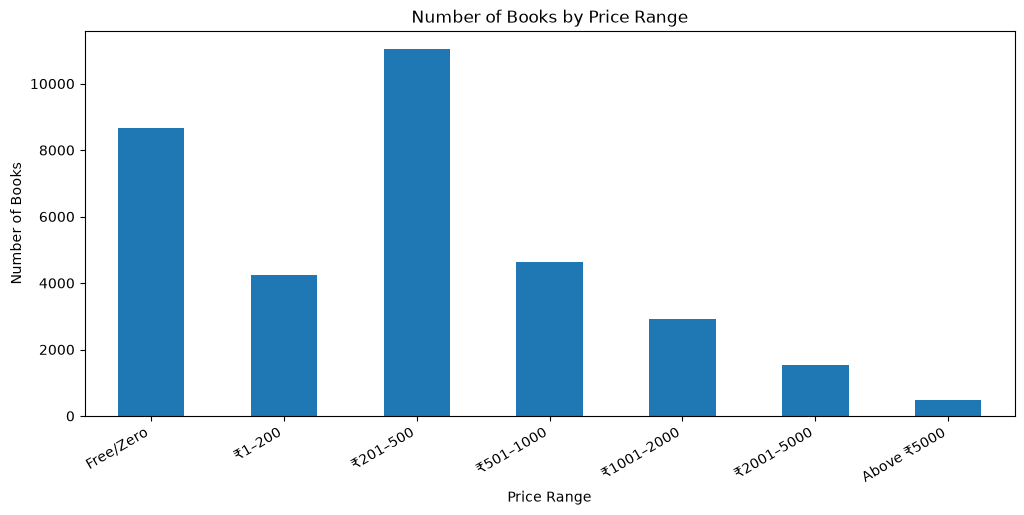 Number of Books by Price Range
Number of Books
10000
8000
6000
4000
2000
0
Free/Zero
₹1–200
₹201–500
₹501–1000
₹1001–2000
₹2001–5000
Above ₹5000
Price Range